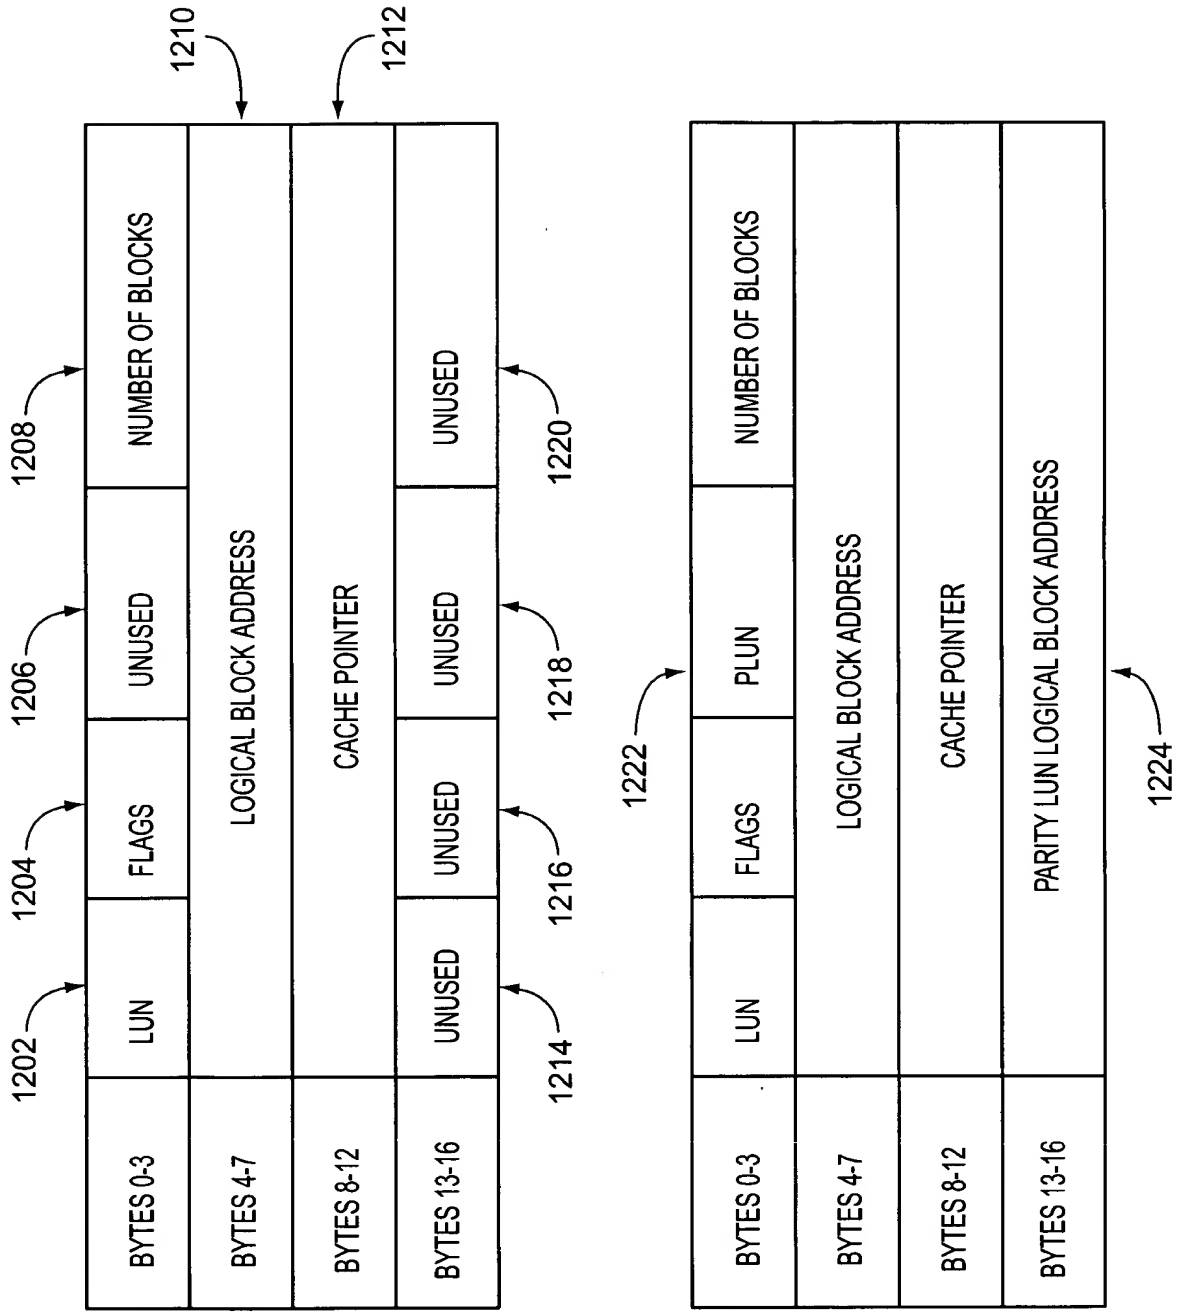 1202
1204
1206
1208
BYTES 0-3
LUN
FLAGS
UNUSED
NUMBER OF BLOCKS
BYTES 4-7
LOGICAL BLOCK ADDRESS
1210
BYTES 8-12
CACHE POINTER
1212
BYTES 13-16
UNUSED
UNUSED
UNUSED
UNUSED
1214
1216
1218
1220
1222
BYTES 0-3
LUN
FLAGS
PLUN
NUMBER OF BLOCKS
BYTES 4-7
LOGICAL BLOCK ADDRESS
BYTES 8-12
CACHE POINTER
BYTES 13-16
PARITY LUN LOGICAL BLOCK ADDRESS
1224